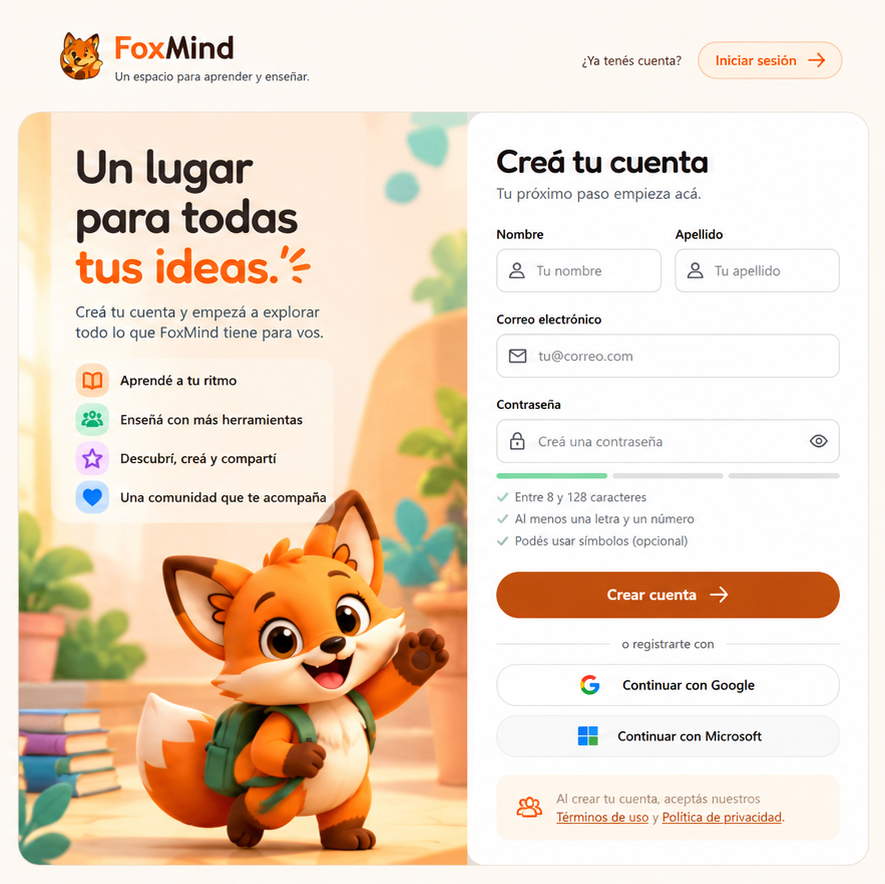 FoxMind
Un espacio para aprender y enseñar.
¿Ya tenés cuenta?
Iniciar sesión
Un lugar
para todas
tus ideas.
Creá tu cuenta y empezá a explorar
todo lo que FoxMind tiene para vos.
Aprendé a tu ritmo
Enseñá con más herramientas
Descubrí, creá y compartí
Una comunidad que te acompaña
Creá tu cuenta
Tu próximo paso empieza acá.
Nombre
Apellido
Tu nombre
Tu apellido
Correo electrónico
tu@correo.com
Contraseña
Creá una contraseña
Entre 8 y 128 caracteres
Al menos una letra y un número
Podés usar símbolos (opcional)
Crear cuenta
o registrarte con
Continuar con Google
Continuar con Microsoft
Al crear tu cuenta, aceptás nuestros
Términos de uso y Política de privacidad.